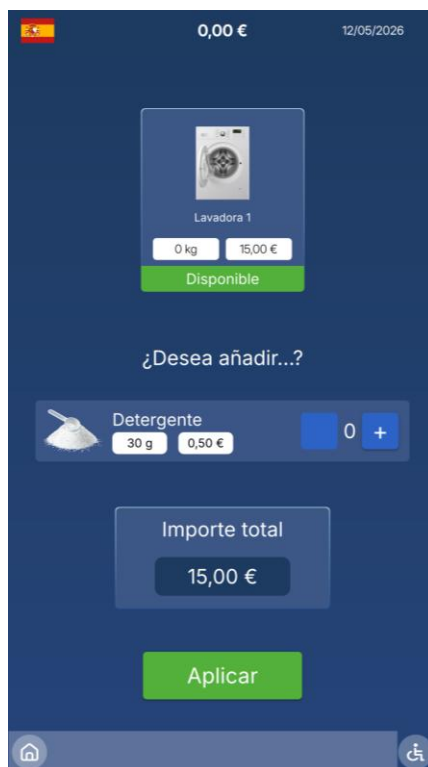 0,00 €
12/05/2026
Lavadora 1
0 kg
15,00 €
Disponible
¿Desea añadir...?
Detergente
30 g
0,50 €
0
+
Importe total
15,00 €
Aplicar